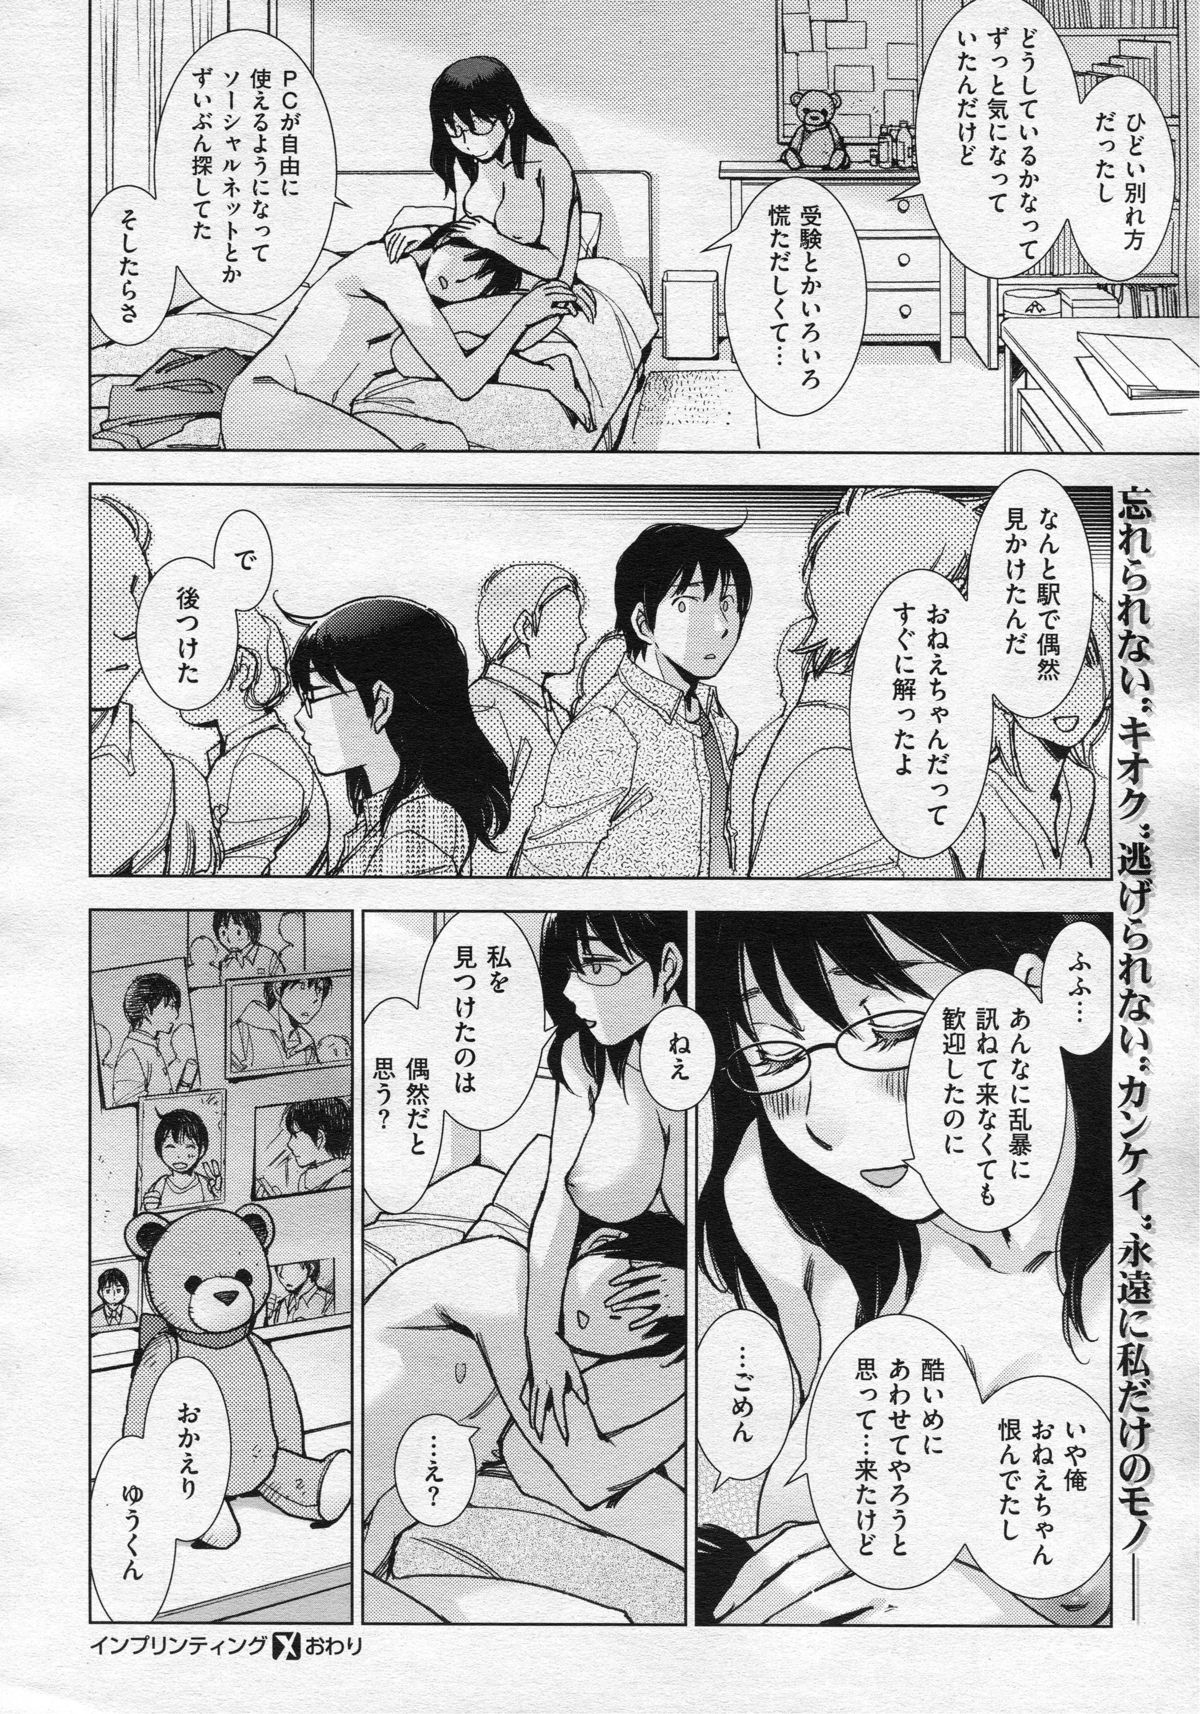 ひどい別れ方
だったし
どうしているかなって
ずっと気になって
いたんだけど
受験とかいろいろ
慌ただしくて…
PCが自由に
使えるようになって
ソーシャルネットとか
ずいぶん探してた
そしたらさ
忘れられない〝キオク〟逃げられない〝カンケイ〟永遠に私だけのモノ――
なんと駅で偶然
見かけたんだ
おねえちゃんだって
すぐに解ったよ
で
後つけた
ふふ…
あんなに乱暴に
訊ねて来なくても
歓迎したのに
いや俺
おねえちゃん
恨んでたし
酷いめに
あわせてやろうと
思って…来たけど
…ごめん
ねえ
私を
見つけたのは
偶然だと
思う?
…え?
おかえり
ゆうくん
インプリンティング X おわり